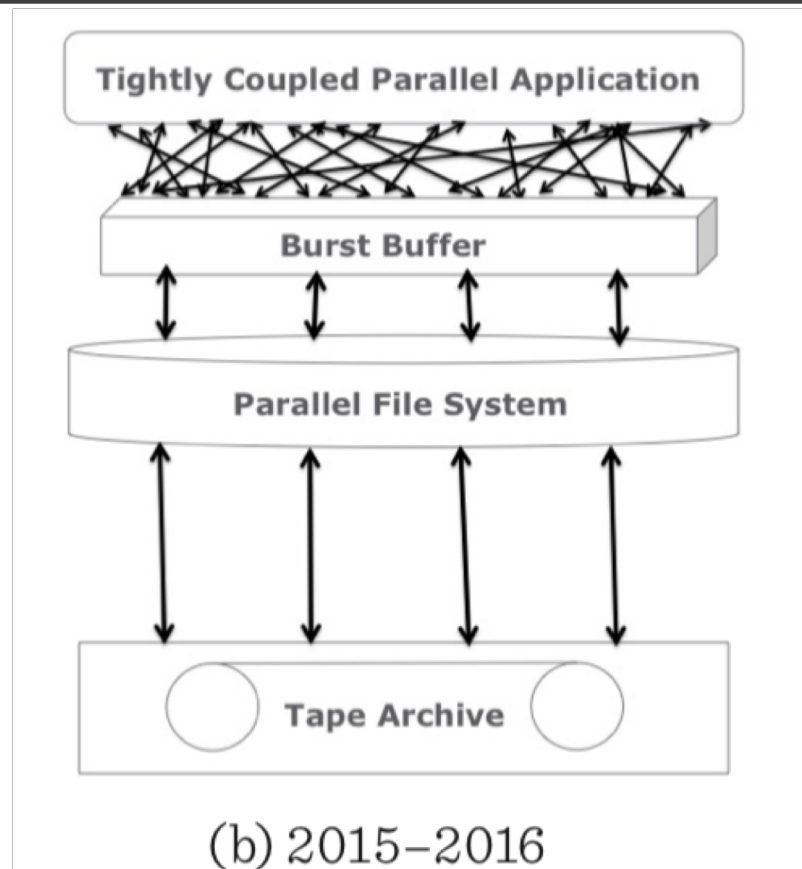 Tightly Coupled Parallel Application
Burst Buffer
Parallel File System
Tape Archive
(b) 2015–2016